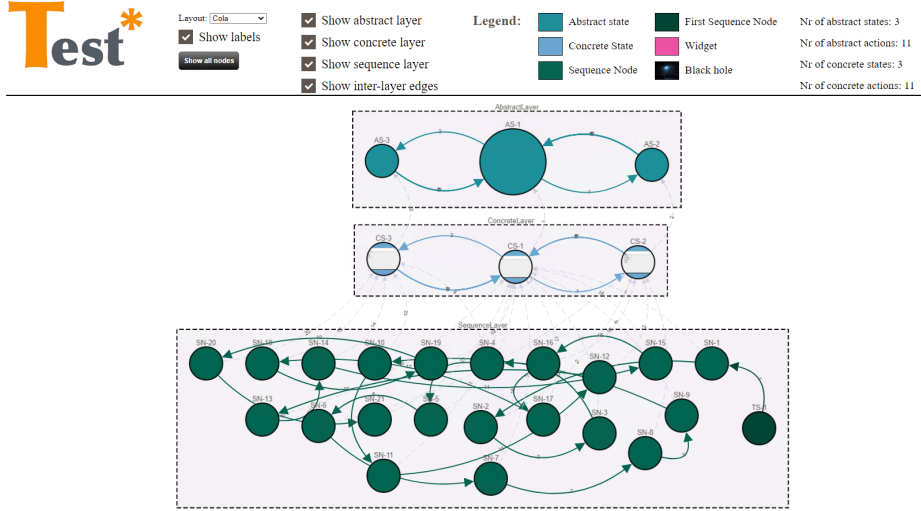 Test*
Layout: Cola
Show labels
Show all nodes
Show abstract layer
Show concrete layer
Show sequence layer
Show inter-layer edges
Legend:
Abstract state
First Sequence Node
Concrete State
Widget
Sequence Node
Black hole
Nr of abstract states: 3
Nr of abstract actions: 11
Nr of concrete states: 3
Nr of concrete actions: 11
AbstractLayer
AS-1
AS-3
AS-2
ConcreteLayer
CS-3
CS-1
CS-2
SequenceLayer
SN-20
SN-18
SN-14
SN-10
SN-19
SN-4
SN-16
SN-12
SN-15
SN-1
SN-13
SN-6
SN-21
SN-5
SN-2
SN-17
SN-3
SN-9
TS-1
SN-8
SN-11
SN-7